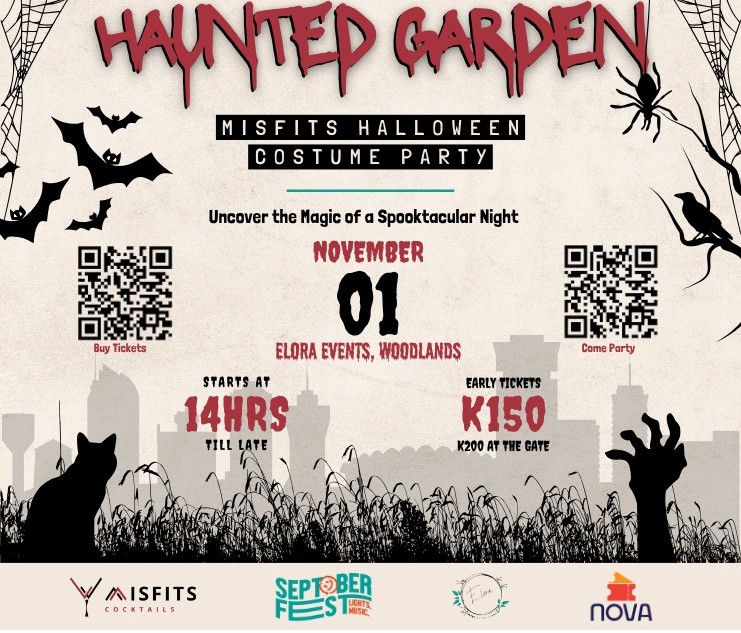 HAUNTED GARDEN
MISFITS HALLOWEEN
COSTUME PARTY
Uncover the Magic of a Spooktacular Night
NOVEMBER
01
ELORA EVENTS, WOODLANDS
Buy Tickets
Come Party
STARTS AT
14HRS
TILL LATE
EARLY TICKETS
K150
K200 AT THE GATE
MISFITS
COCKTAILS
SEPTOBER
FEST
LIGHTS.
MUSIC.
Elora
NOVA